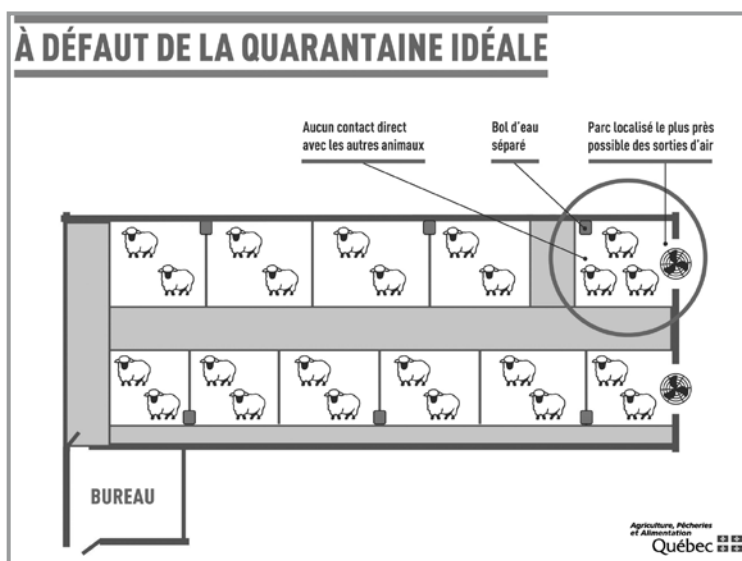 À DÉFAUT DE LA QUARANTAINE IDÉALE
Aucun contact direct
avec les autres animaux
Bol d'eau
séparé
Parc localisé le plus près
possible des sorties d'air
BUREAU
Agriculture, Pêcheries
et Alimentation
Québec